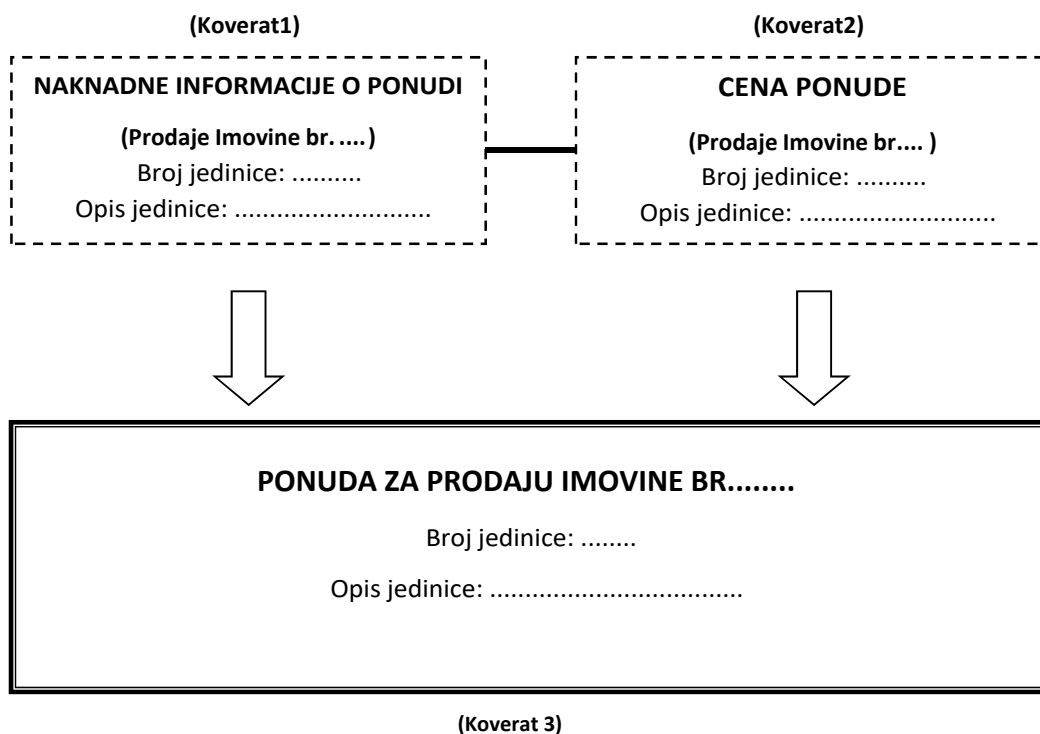 (Koverat1)
NAKNADNE INFORMACIJE O PONUDI
(Prodaje Imovine br. ....)
Broj jedinice: ..........
Opis jedinice: ............................
(Koverat2)
CENA PONUDE
(Prodaje Imovine br.... )
Broj jedinice: ..........
Opis jedinice: ............................
PONUDA ZA PRODAJU IMOVINE BR........
Broj jedinice: ........
Opis jedinice: ....................................
(Koverat 3)